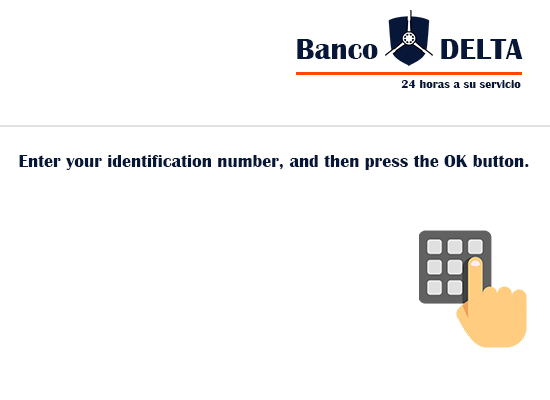 Banco DELTA
24 horas a su servicio
Enter your identification number, and then press the OK button.